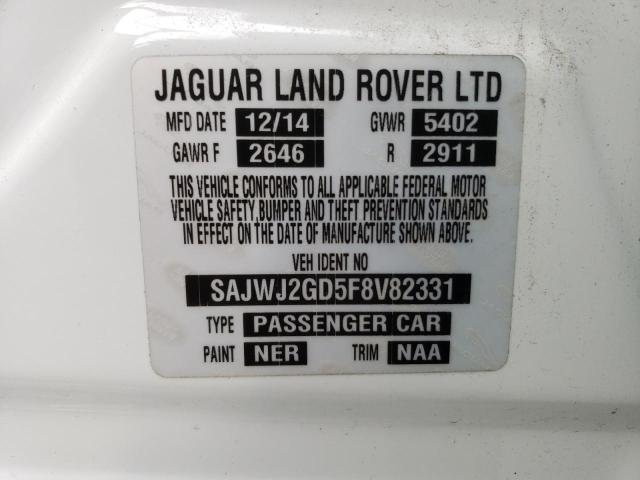 JAGUAR LAND ROVER LTD
MFD DATE 12/14 GVWR 5402
GAWR F 2646 R 2911
THIS VEHICLE CONFORMS TO ALL APPLICABLE FEDERAL MOTOR
VEHICLE SAFETY,BUMPER AND THEFT PREVENTION STANDARDS
IN EFFECT ON THE DATE OF MANUFACTURE SHOWN ABOVE.
VEH IDENT NO
SAJWJ2GD5F8V82331
TYPE PASSENGER CAR
PAINT NER TRIM NAA